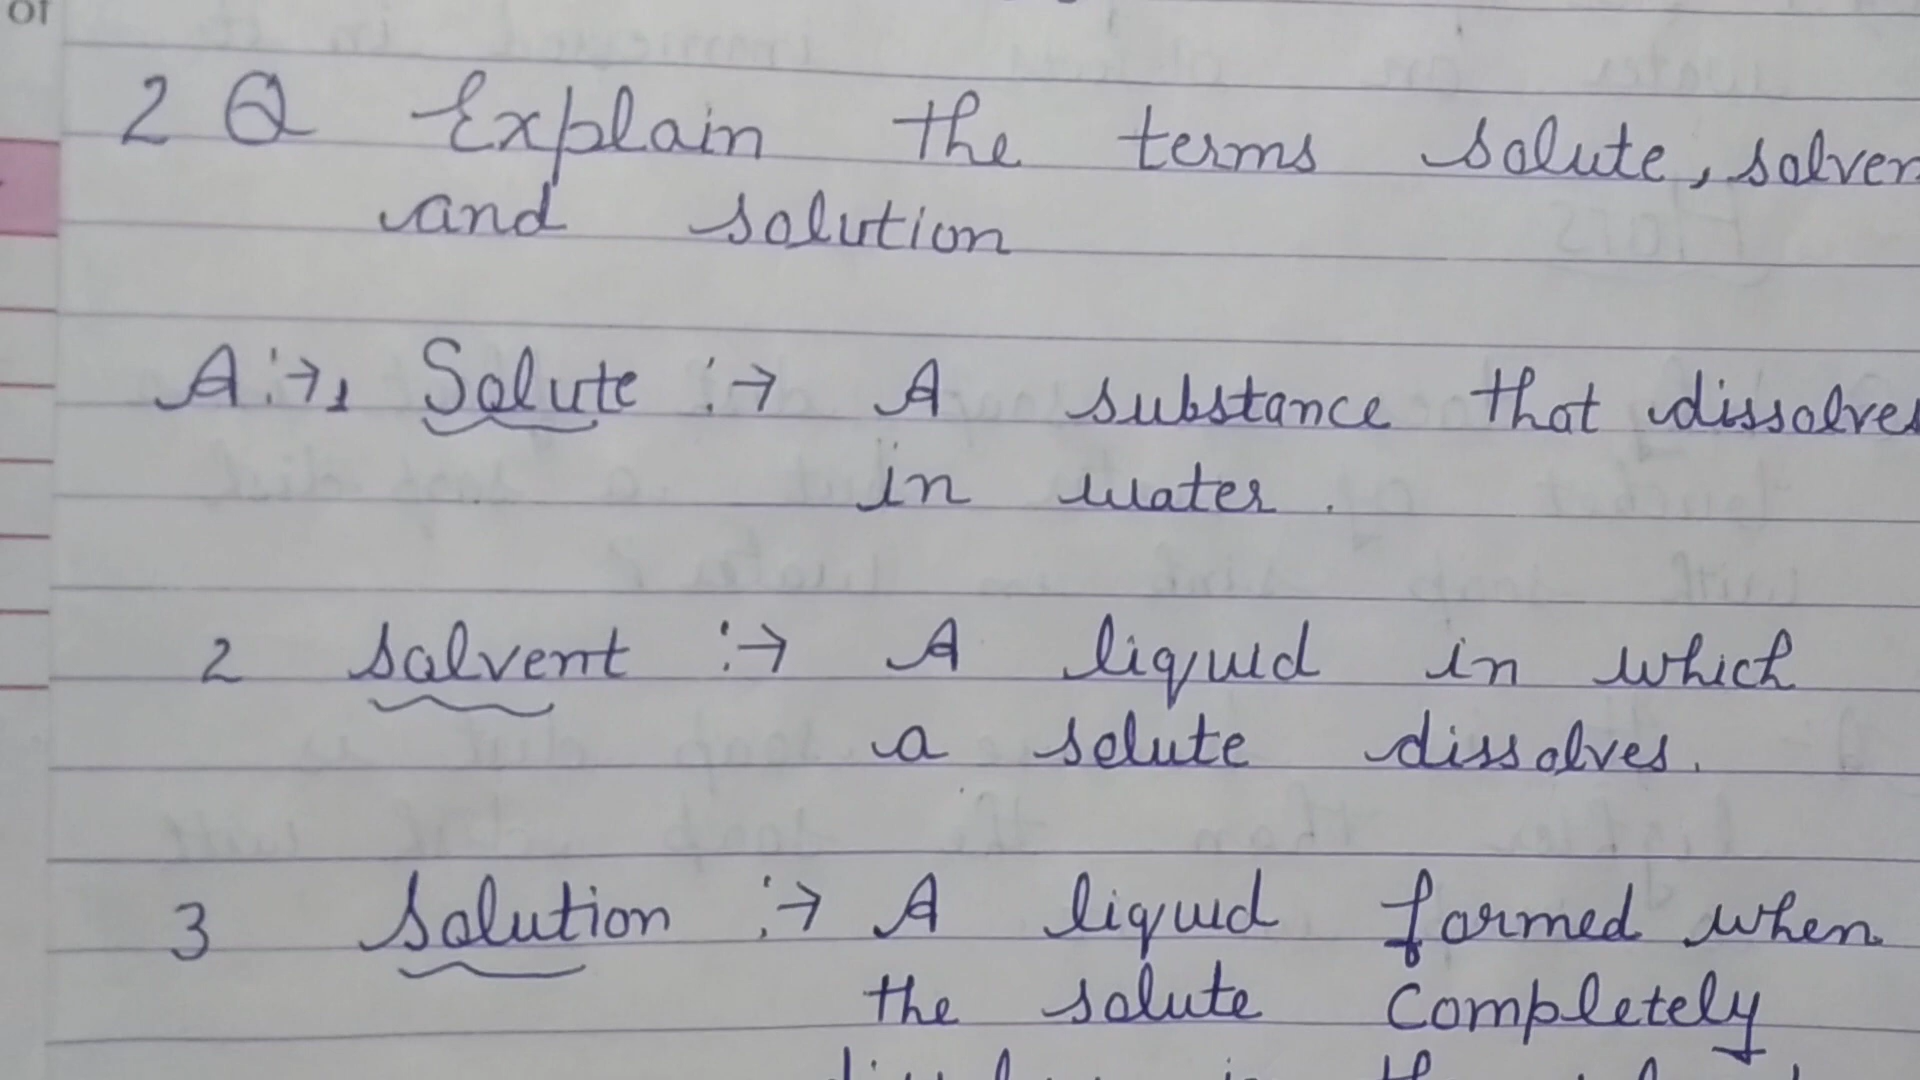 2 Q Explain the terms solute, solven
and solution
A :→ 1 Solute :→ A substance that dissolves
in water.
2 solvent :→ A liquid in which
a solute dissolves.
3 solution :→ A liquid formed when
the solute completely